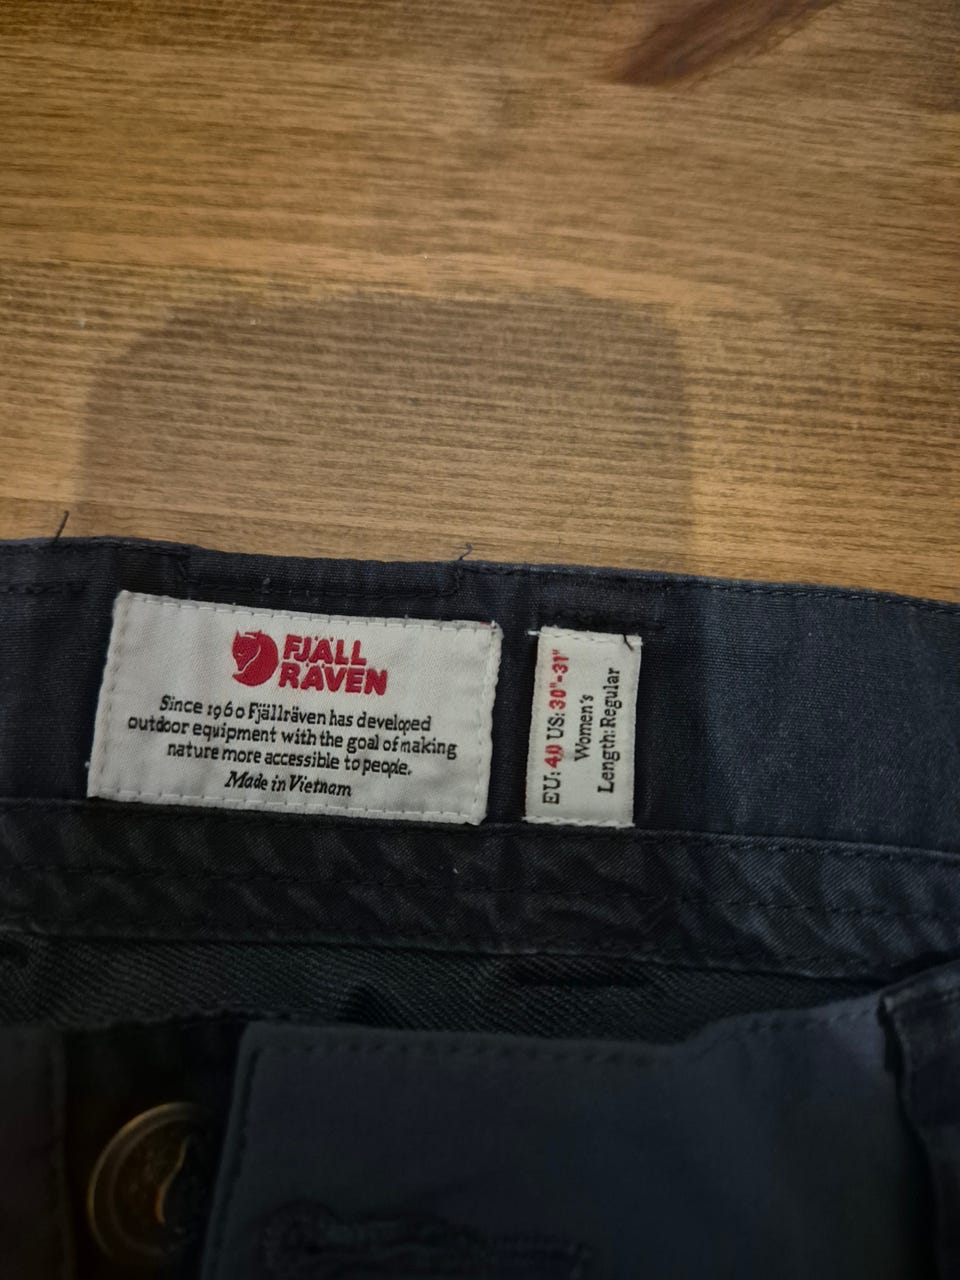 FJÄLL
RÄVEN
Since 1960 Fjällräven has developed
outdoor equipment with the goal of making
nature more accessible to people.
Made in Vietnam
EU: 40 US: 30"-31"
Women's
Length: Regular